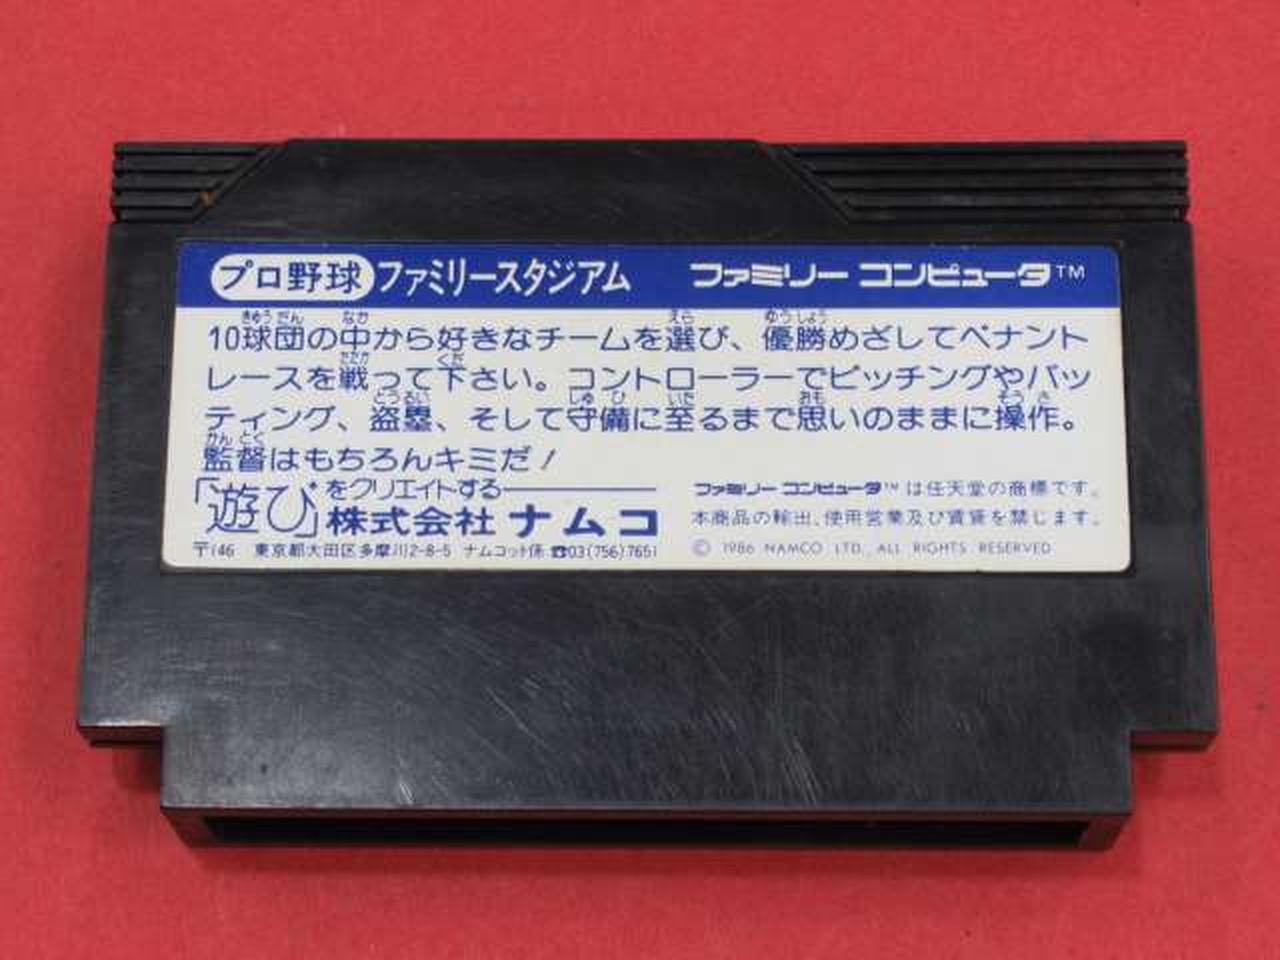 プロ野球 ファミリースタジアム ファミリー コンピュータ™
10球団の中から好きなチームを選び、優勝めざしてペナント
レースを戦って下さい。コントローラーでピッチングやバッ
ティング、盗塁、そして守備に至るまで思いのままに操作。
監督はもちろんキミだ!
「遊び」をクリエイトする
株式会社 ナムコ
〒146 東京都大田区多摩川2-8-5 ナムコット係 ☎03(756)7651
ファミリー コンピュータ™は任天堂の商標です。
本商品の輸出、使用営業及び賃貸を禁じます。
© 1986 NAMCO LTD., ALL RIGHTS RESERVED